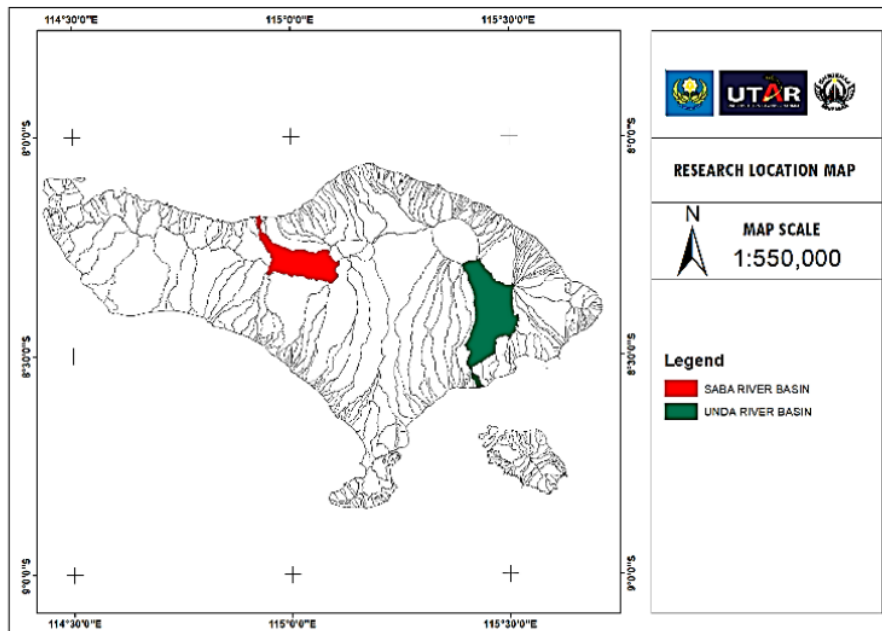 114°30'0"E 115°0'0"E 115°30'0"E
8°0'0"S 8°0'0"S
8°30'0"S 8°30'0"S
9°0'0"S 9°0'0"S
114°30'0"E 115°0'0"E 115°30'0"E
UTAR
RESEARCH LOCATION MAP
N
MAP SCALE
1:550,000
Legend
SABA RIVER BASIN
UNDA RIVER BASIN